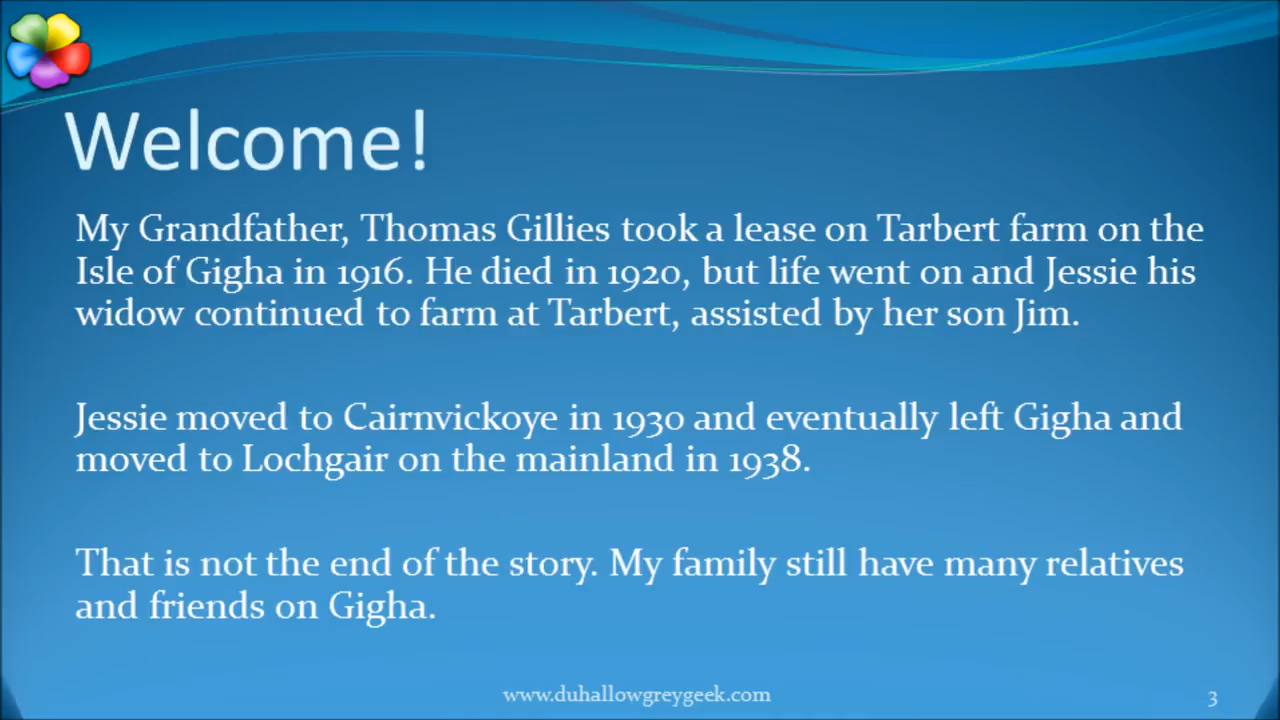 Welcome!
My Grandfather, Thomas Gillies took a lease on Tarbert farm on the
Isle of Gigha in 1916. He died in 1920, but life went on and Jessie his
widow continued to farm at Tarbert, assisted by her son Jim.
Jessie moved to Cairnvickoye in 1930 and eventually left Gigha and
moved to Lochgair on the mainland in 1938.
That is not the end of the story. My family still have many relatives
and friends on Gigha.
www.duhallowgreygeek.com
3